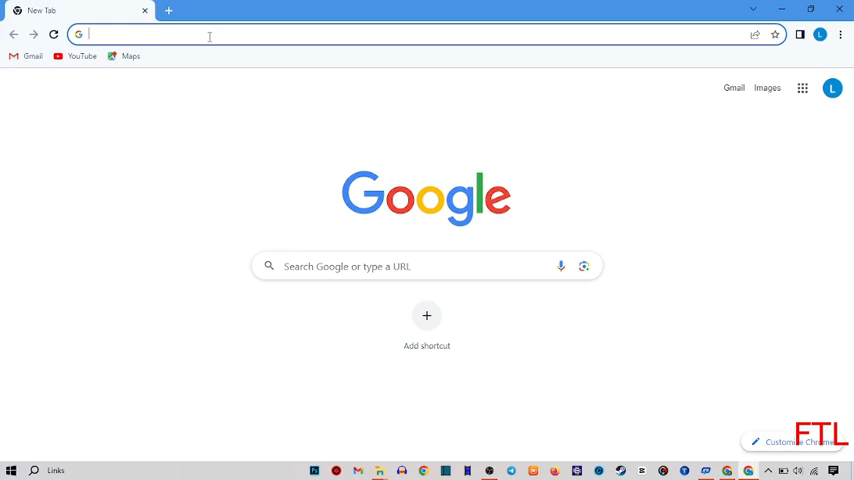 New Tab
Gmail YouTube Maps
Gmail Images
L
Google
Search Google or type a URL
Add shortcut
Customize Chrome
FTL
Links